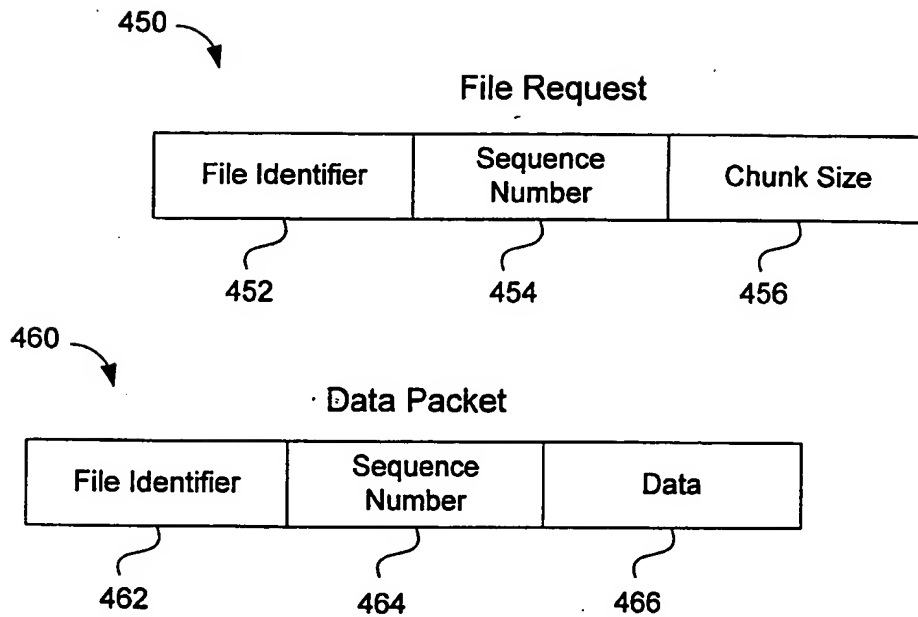 450
File Request
File Identifier
Sequence
Number
Chunk Size
452
454
456
460
Data Packet
File Identifier
Sequence
Number
Data
462
464
466